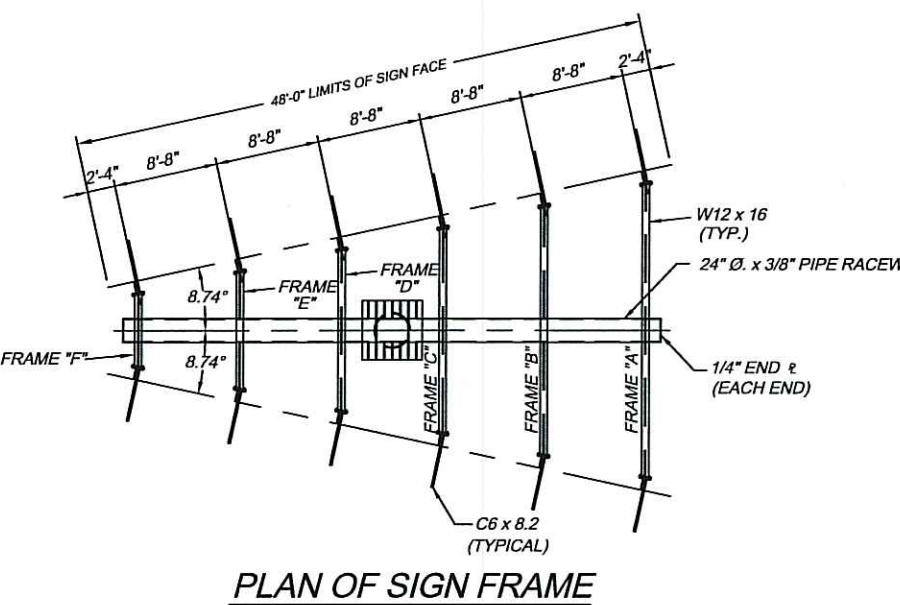 48'-0" LIMITS OF SIGN FACE
2'-4"
8'-8"
8'-8"
8'-8"
8'-8"
8'-8"
2'-4"
W12 x 16
(TYP.)
24" Ø. x 3/8" PIPE RACEW
FRAME
"D"
FRAME
"E"
8.74°
8.74°
FRAME "F"
FRAME "C"
FRAME "B"
FRAME "A"
1/4" END ⅊
(EACH END)
C6 x 8.2
(TYPICAL)
PLAN OF SIGN FRAME